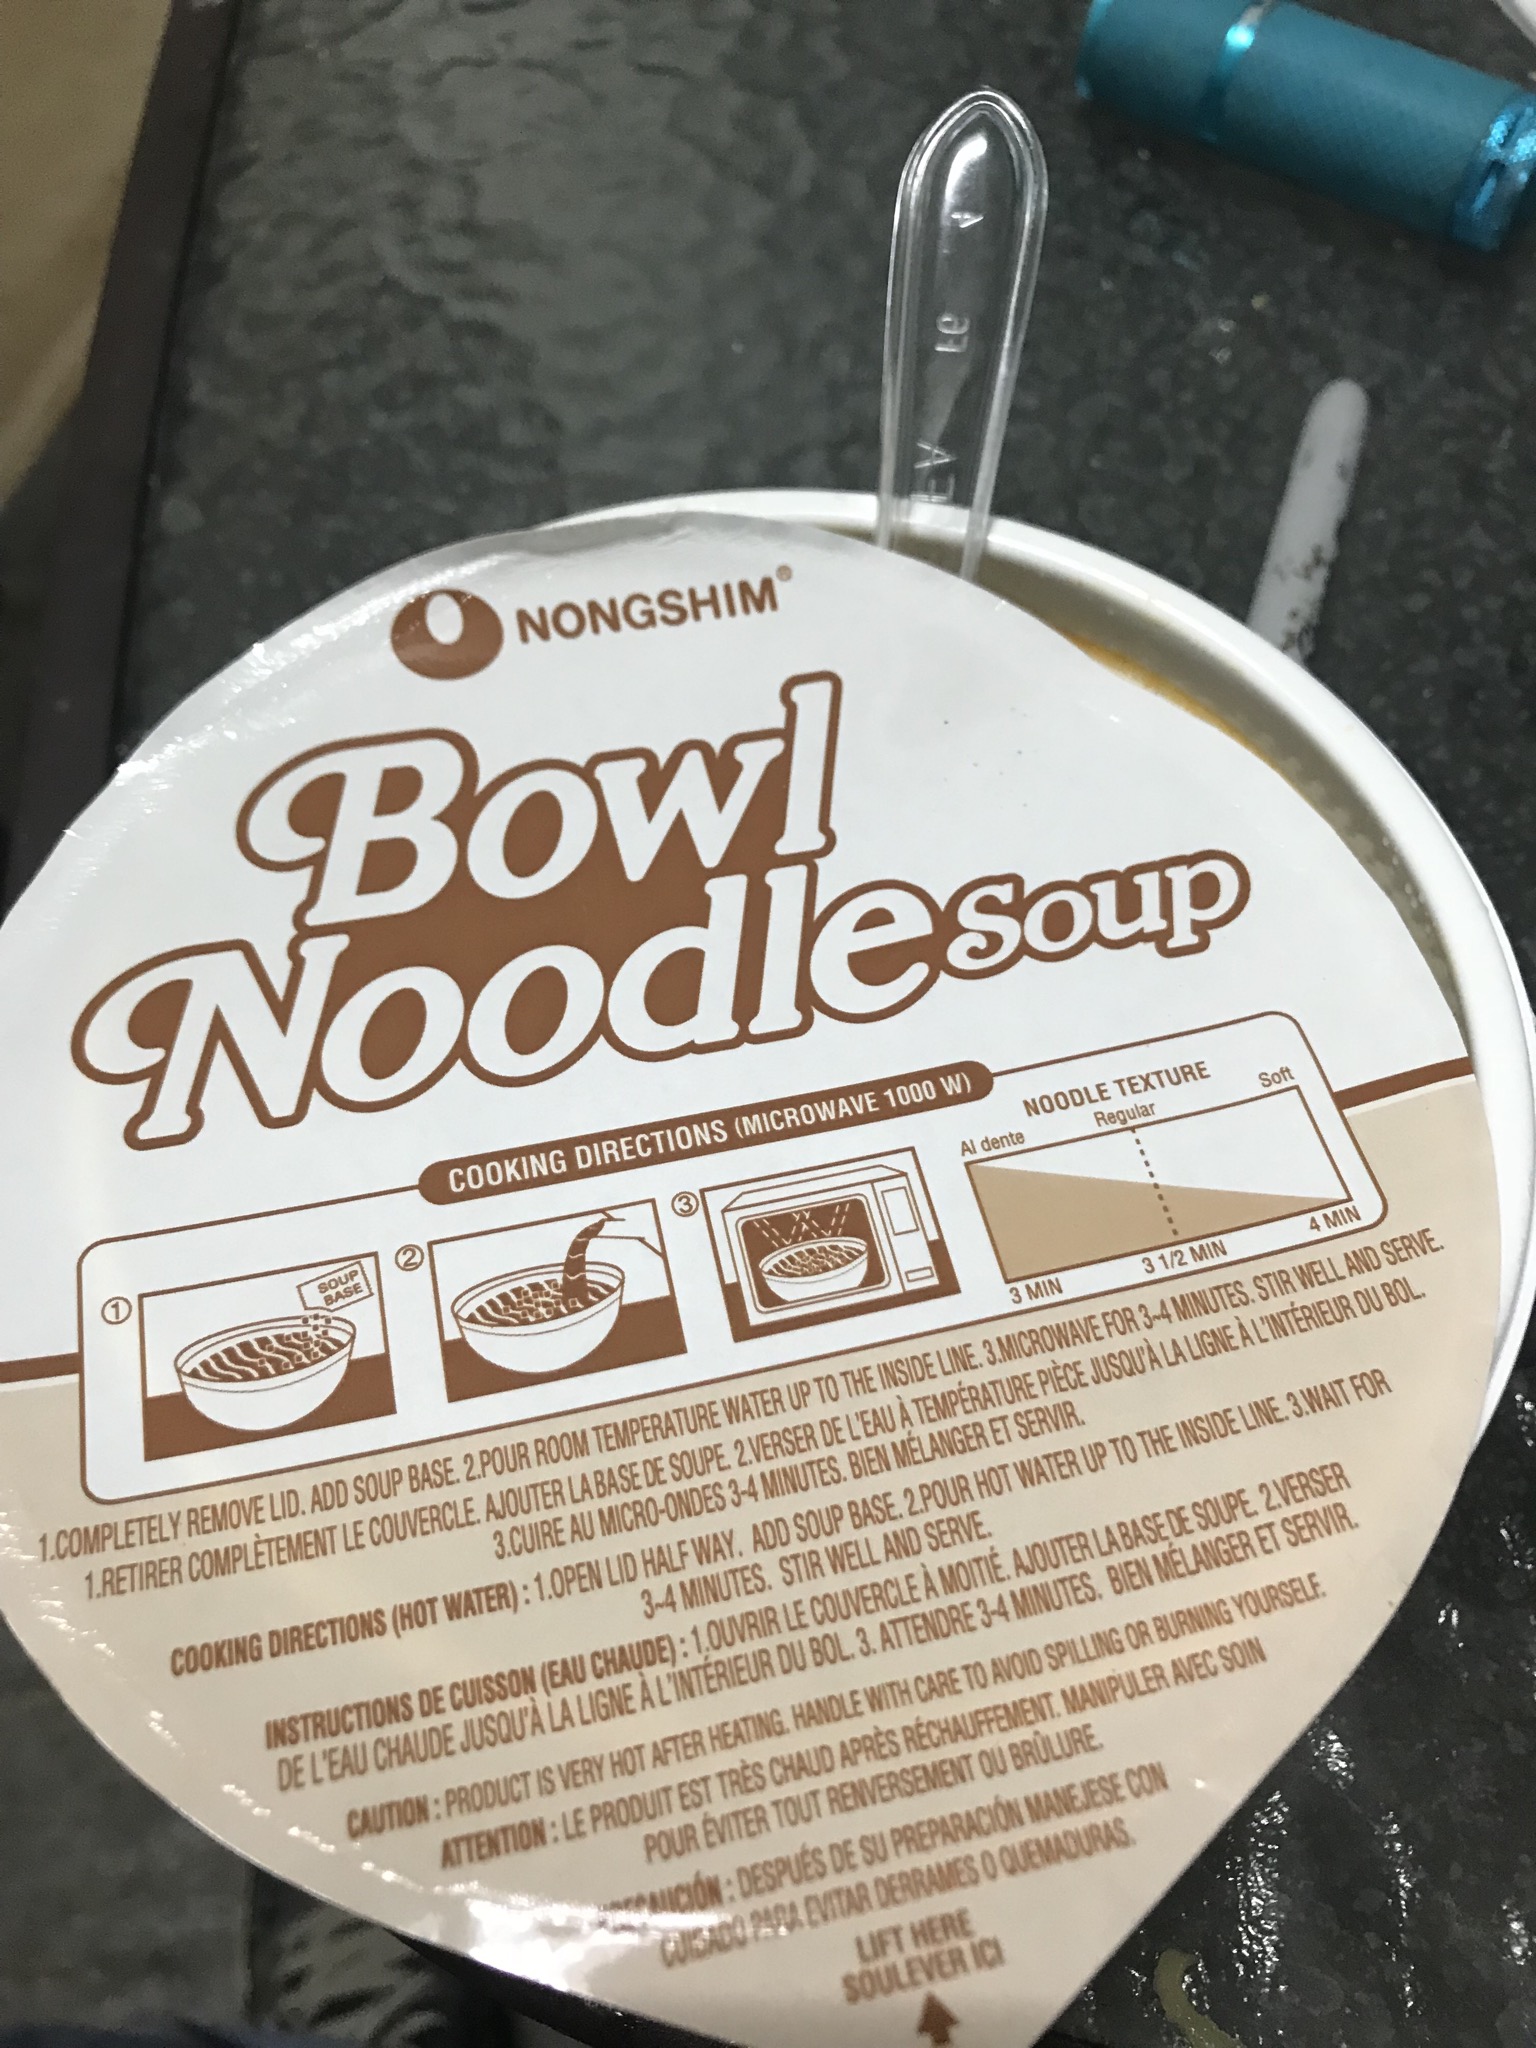 NONGSHIM®
Bowl
Noodle Soup
COOKING DIRECTIONS (MICROWAVE 1000 W)
NOODLE TEXTURE
Al dente
Regular
Soft
① SOUP
BASE
②
③
3 MIN
3 1/2 MIN
4 MIN
1.COMPLETELY REMOVE LID. ADD SOUP BASE. 2.POUR ROOM TEMPERATURE WATER UP TO THE INSIDE LINE. 3.MICROWAVE FOR 3~4 MINUTES. STIR WELL AND SERVE.
1.RETIRER COMPLÈTEMENT LE COUVERCLE. AJOUTER LA BASE DE SOUPE. 2.VERSER DE L'EAU À TEMPÉRATURE PIÈCE JUSQU'À LA LIGNE À L'INTÉRIEUR DU BOL.
3.CUIRE AU MICRO-ONDES 3-4 MINUTES. BIEN MÉLANGER ET SERVIR.
COOKING DIRECTIONS (HOT WATER) : 1.OPEN LID HALF WAY. ADD SOUP BASE. 2.POUR HOT WATER UP TO THE INSIDE LINE. 3.WAIT FOR
3~4 MINUTES. STIR WELL AND SERVE.
INSTRUCTIONS DE CUISSON (EAU CHAUDE) : 1.OUVRIR LE COUVERCLE À MOITIÉ. AJOUTER LA BASE DE SOUPE. 2.VERSER
DE L'EAU CHAUDE JUSQU'À LA LIGNE À L'INTÉRIEUR DU BOL. 3. ATTENDRE 3-4 MINUTES. BIEN MÉLANGER ET SERVIR.
CAUTION : PRODUCT IS VERY HOT AFTER HEATING. HANDLE WITH CARE TO AVOID SPILLING OR BURNING YOURSELF.
ATTENTION : LE PRODUIT EST TRÈS CHAUD APRÈS RÉCHAUFFEMENT. MANIPULER AVEC SOIN
POUR ÉVITER TOUT RENVERSEMENT OU BRÛLURE.
PRECAUCIÓN : DESPUÉS DE SU PREPARACIÓN MANEJESE CON
CUIDADO PARA EVITAR DERRAMES O QUEMADURAS.
LIFT HERE
SOULEVER ICI